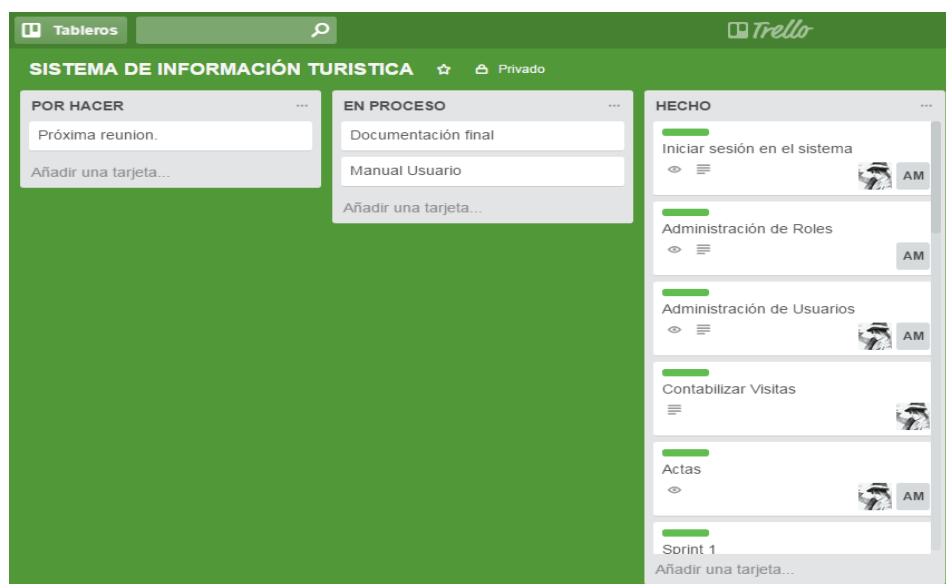 Tableros
Trello
SISTEMA DE INFORMACIÓN TURISTICA
Privado
POR HACER
Próxima reunion.
Añadir una tarjeta...
EN PROCESO
Documentación final
Manual Usuario
Añadir una tarjeta...
HECHO
Iniciar sesión en el sistema
AM
Administración de Roles
AM
Administración de Usuarios
AM
Contabilizar Visitas
Actas
AM
Sprint 1
Añadir una tarjeta...